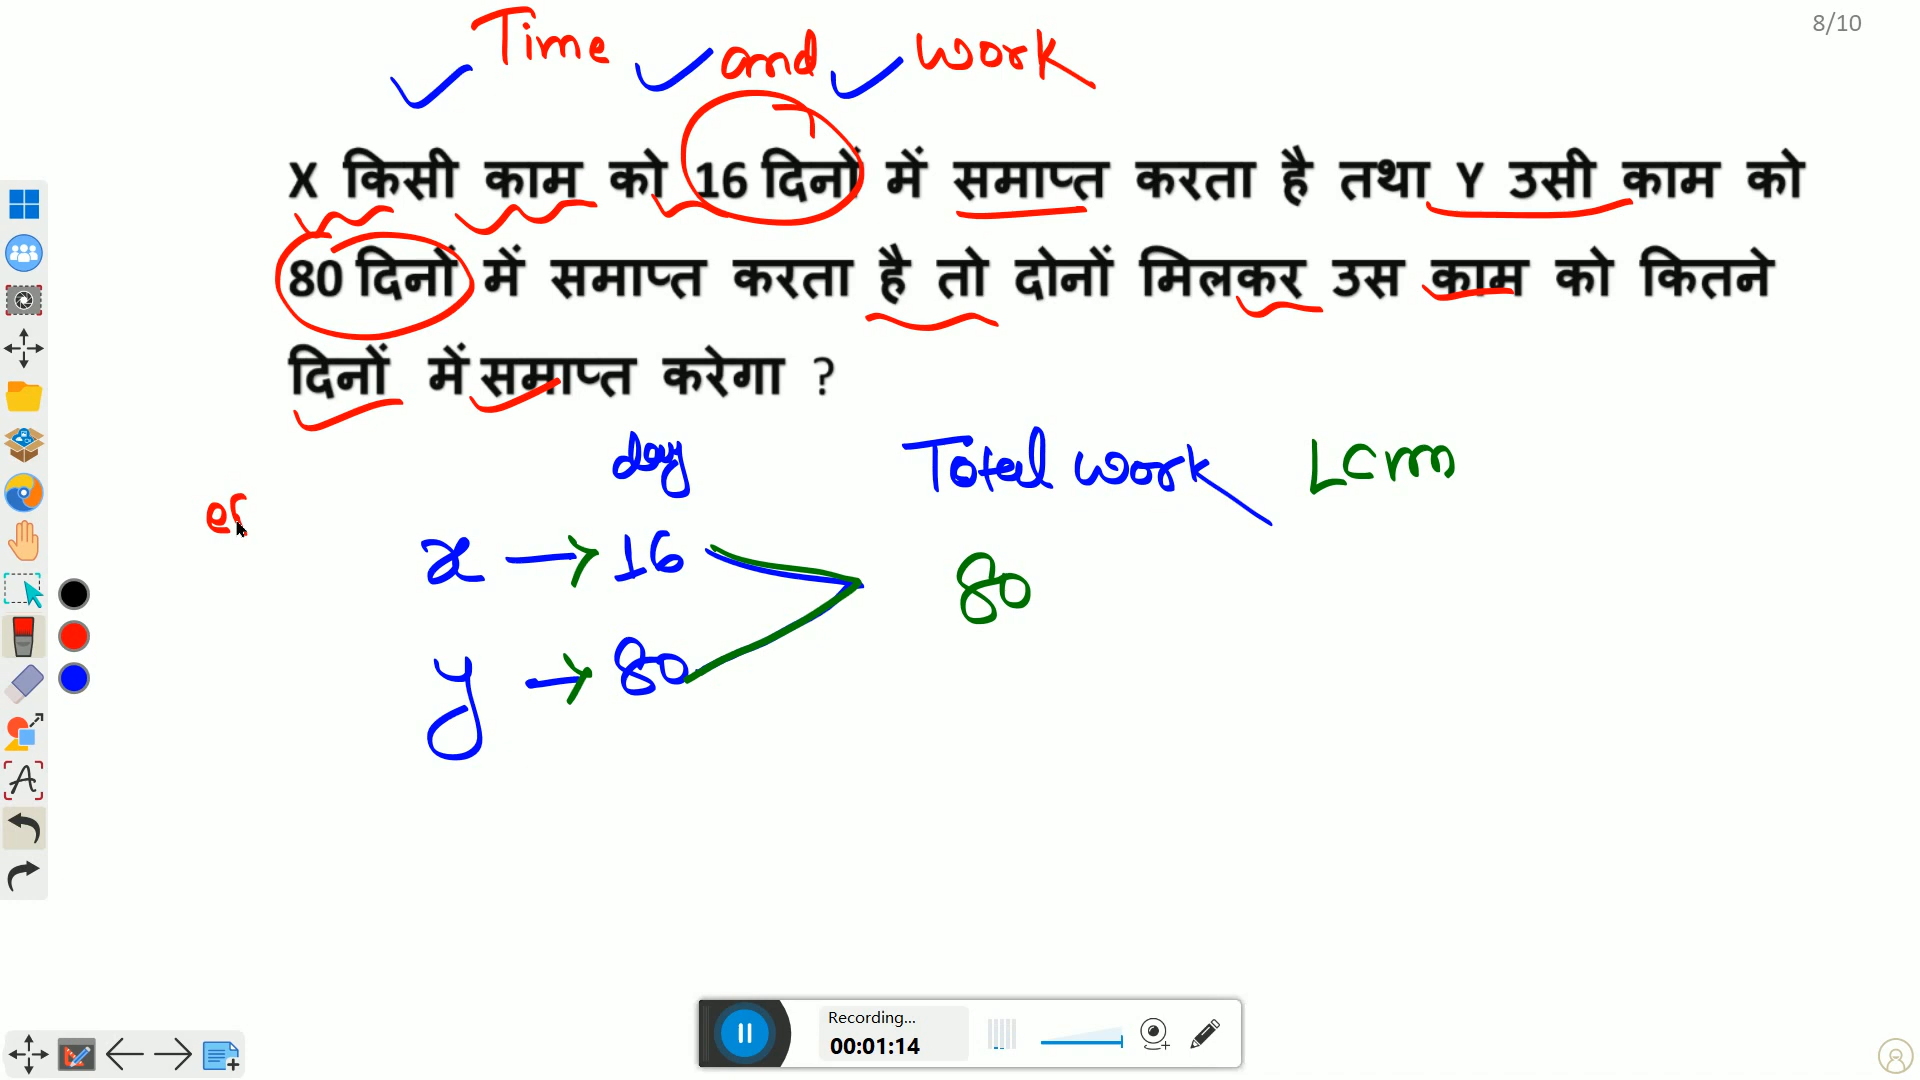 8/10
Time and work
X किसी काम को 16 दिनों में समाप्त करता है तथा Y उसी काम को
80 दिनों में समाप्त करता है तो दोनों मिलकर उस काम को कितने
दिनों में समाप्त करेगा ?
day Total work Lcm
x → 16
80
y → 80
Recording...
00:01:14